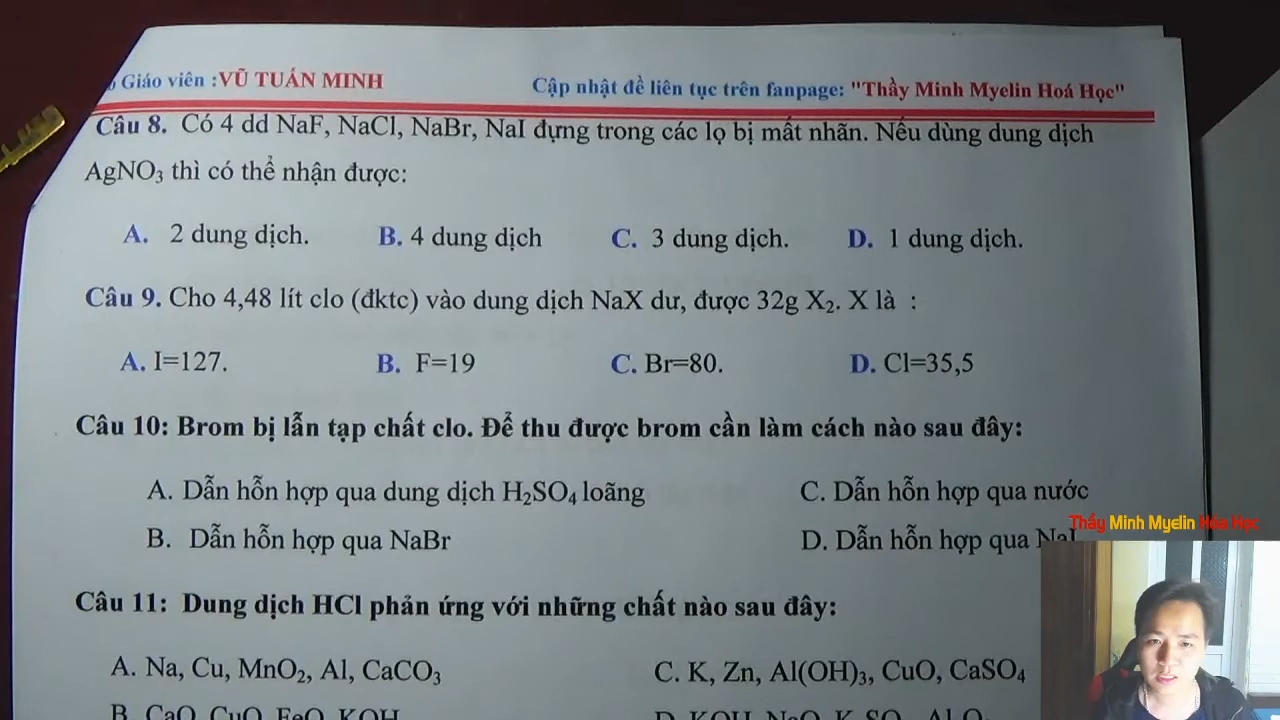 Giáo viên :VŨ TUẤN MINH
Cập nhật đề liên tục trên fanpage: "Thầy Minh Myelin Hoá Học"
Câu 8. Có 4 dd NaF, NaCl, NaBr, NaI đựng trong các lọ bị mất nhãn. Nếu dùng dung dịch
AgNO₃ thì có thể nhận được:
A. 2 dung dịch. B. 4 dung dịch C. 3 dung dịch. D. 1 dung dịch.
Câu 9. Cho 4,48 lít clo (đktc) vào dung dịch NaX dư, được 32g X₂. X là :
A. I=127. B. F=19 C. Br=80. D. Cl=35,5
Câu 10: Brom bị lẫn tạp chất clo. Để thu được brom cần làm cách nào sau đây:
A. Dẫn hỗn hợp qua dung dịch H₂SO₄ loãng C. Dẫn hỗn hợp qua nước
Thầy Minh Myelin Hóa Học
B. Dẫn hỗn hợp qua NaBr D. Dẫn hỗn hợp qua NaI
Câu 11: Dung dịch HCl phản ứng với những chất nào sau đây:
A. Na, Cu, MnO₂, Al, CaCO₃ C. K, Zn, Al(OH)₃, CuO, CaSO₄
B. CaO, CuO, FeO, KOH